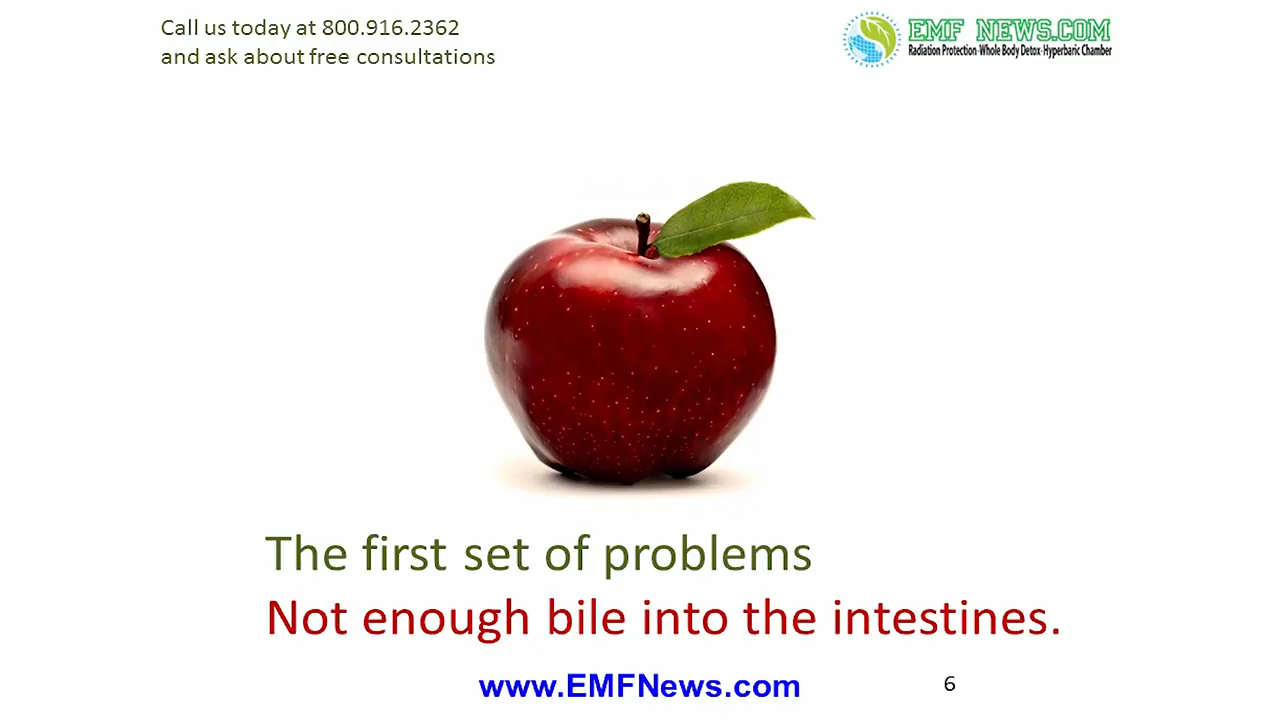 Call us today at 800.916.2362
and ask about free consultations
EMF NEWS.COM
Radiation Protection-Whole Body Detox-Hyperbaric Chamber
The first set of problems
Not enough bile into the intestines.
www.EMFNews.com
6